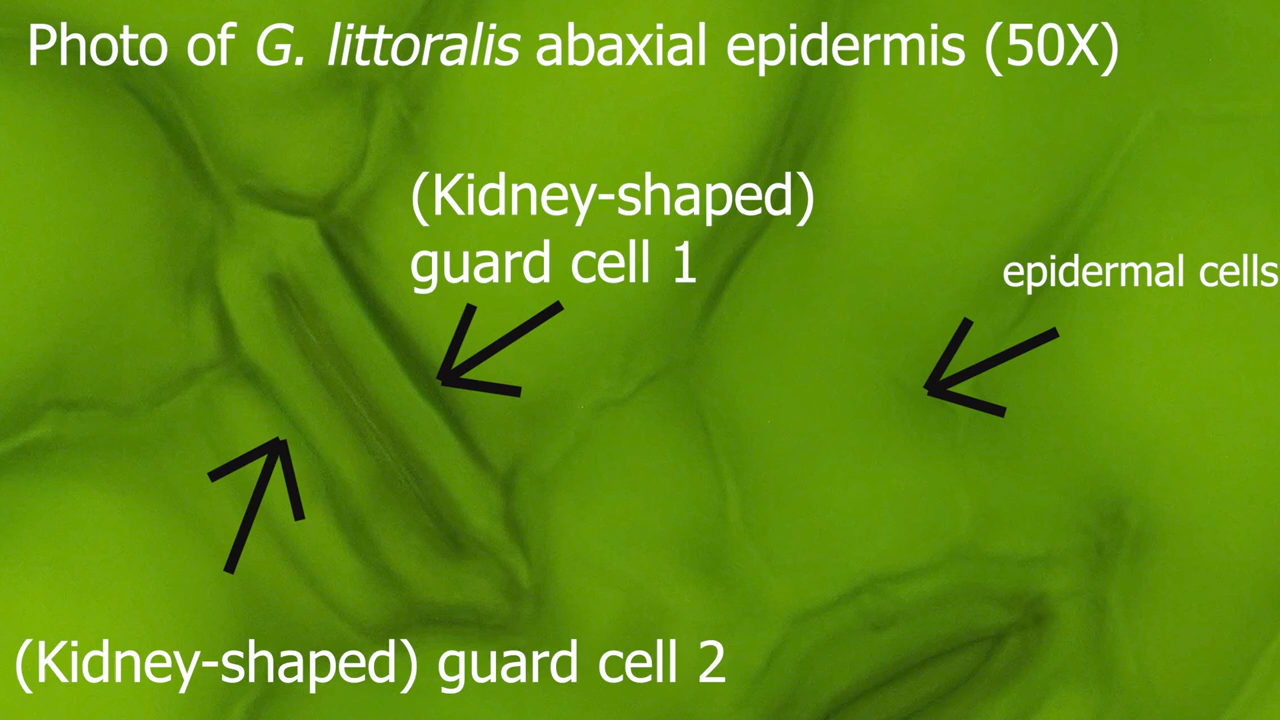 Photo of G. littoralis abaxial epidermis (50X)
(Kidney-shaped)
guard cell 1
epidermal cells
(Kidney-shaped) guard cell 2